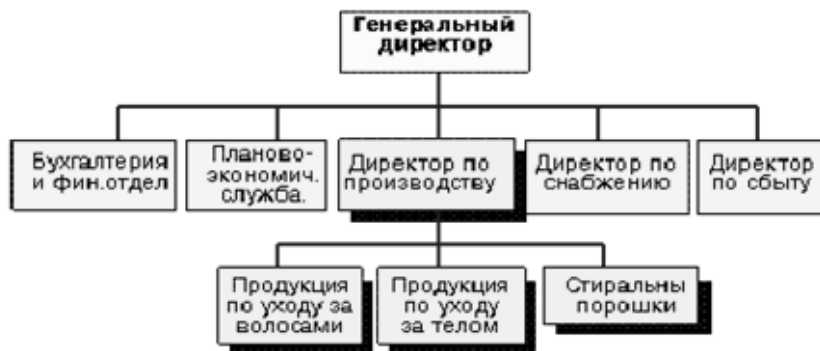 Генеральный
директор
Бухгалтерия
и фин.отдел
Планово-
экономич.
служба.
Директор по
производству
Директор по
снабжению
Директор
по сбыту
Продукция
по уходу за
волосами
Продукция
по уходу
за телом
Стиральны
порошки